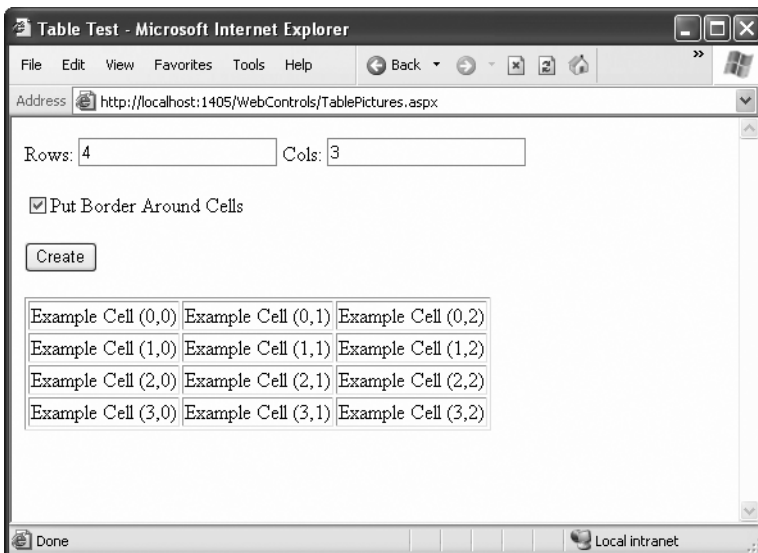 Table Test - Microsoft Internet Explorer
File Edit View Favorites Tools Help Back »
Address http://localhost:1405/WebControls/TablePictures.aspx
Rows: 4 Cols: 3
Put Border Around Cells
Create
Example Cell (0,0) Example Cell (0,1) Example Cell (0,2)
Example Cell (1,0) Example Cell (1,1) Example Cell (1,2)
Example Cell (2,0) Example Cell (2,1) Example Cell (2,2)
Example Cell (3,0) Example Cell (3,1) Example Cell (3,2)
Done Local intranet